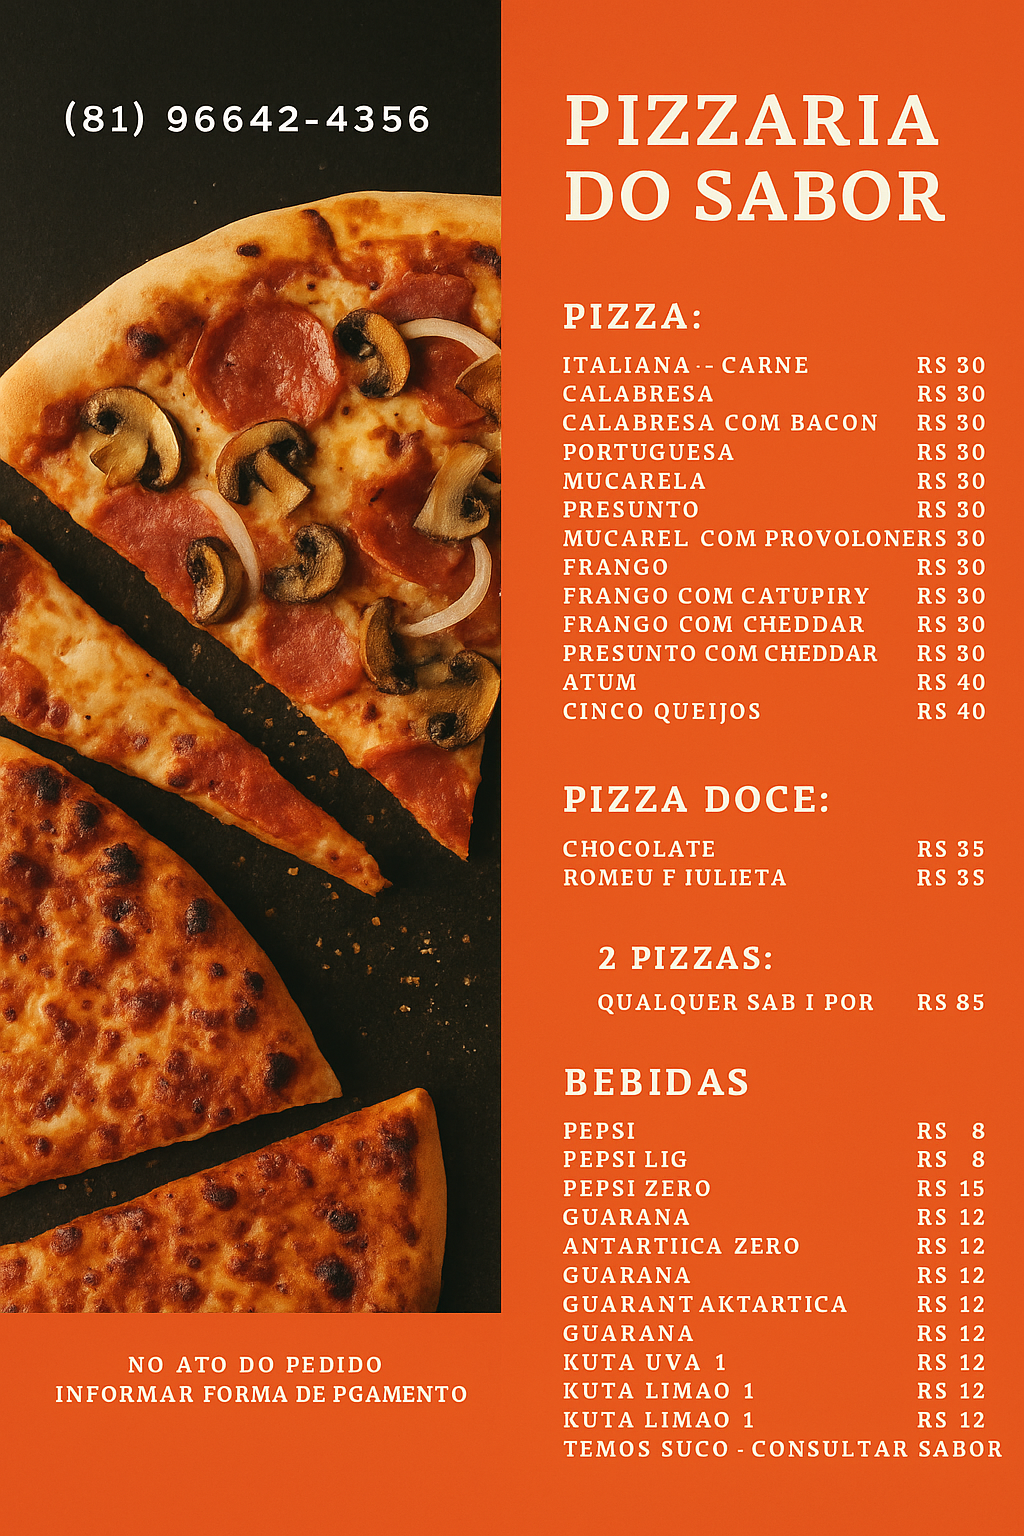 (81) 96642-4356
PIZZARIA
DO SABOR
PIZZA:
ITALIANA -- CARNE RS 30
CALABRESA RS 30
CALABRESA COM BACON RS 30
PORTUGUESA RS 30
MUCARELA RS 30
PRESUNTO RS 30
MUCAREL COM PROVOLONE RS 30
FRANGO RS 30
FRANGO COM CATUPIRY RS 30
FRANGO COM CHEDDAR RS 30
PRESUNTO COM CHEDDAR RS 30
ATUM RS 40
CINCO QUEIJOS RS 40
PIZZA DOCE:
CHOCOLATE RS 35
ROMEU F IULIETA RS 3S
2 PIZZAS:
QUALQUER SAB I POR RS 85
BEBIDAS
PEPSI RS 8
PEPSI LIG RS 8
PEPSI ZERO RS 15
GUARANA RS 12
ANTARTIICA ZERO RS 12
GUARANA RS 12
GUARANT AKTARTICA RS 12
GUARANA RS 12
KUTA UVA 1 RS 12
KUTA LIMAO 1 RS 12
KUTA LIMAO 1 RS 12
TEMOS SUCO - CONSULTAR SABOR
NO ATO DO PEDIDO
INFORMAR FORMA DE PGAMENTO